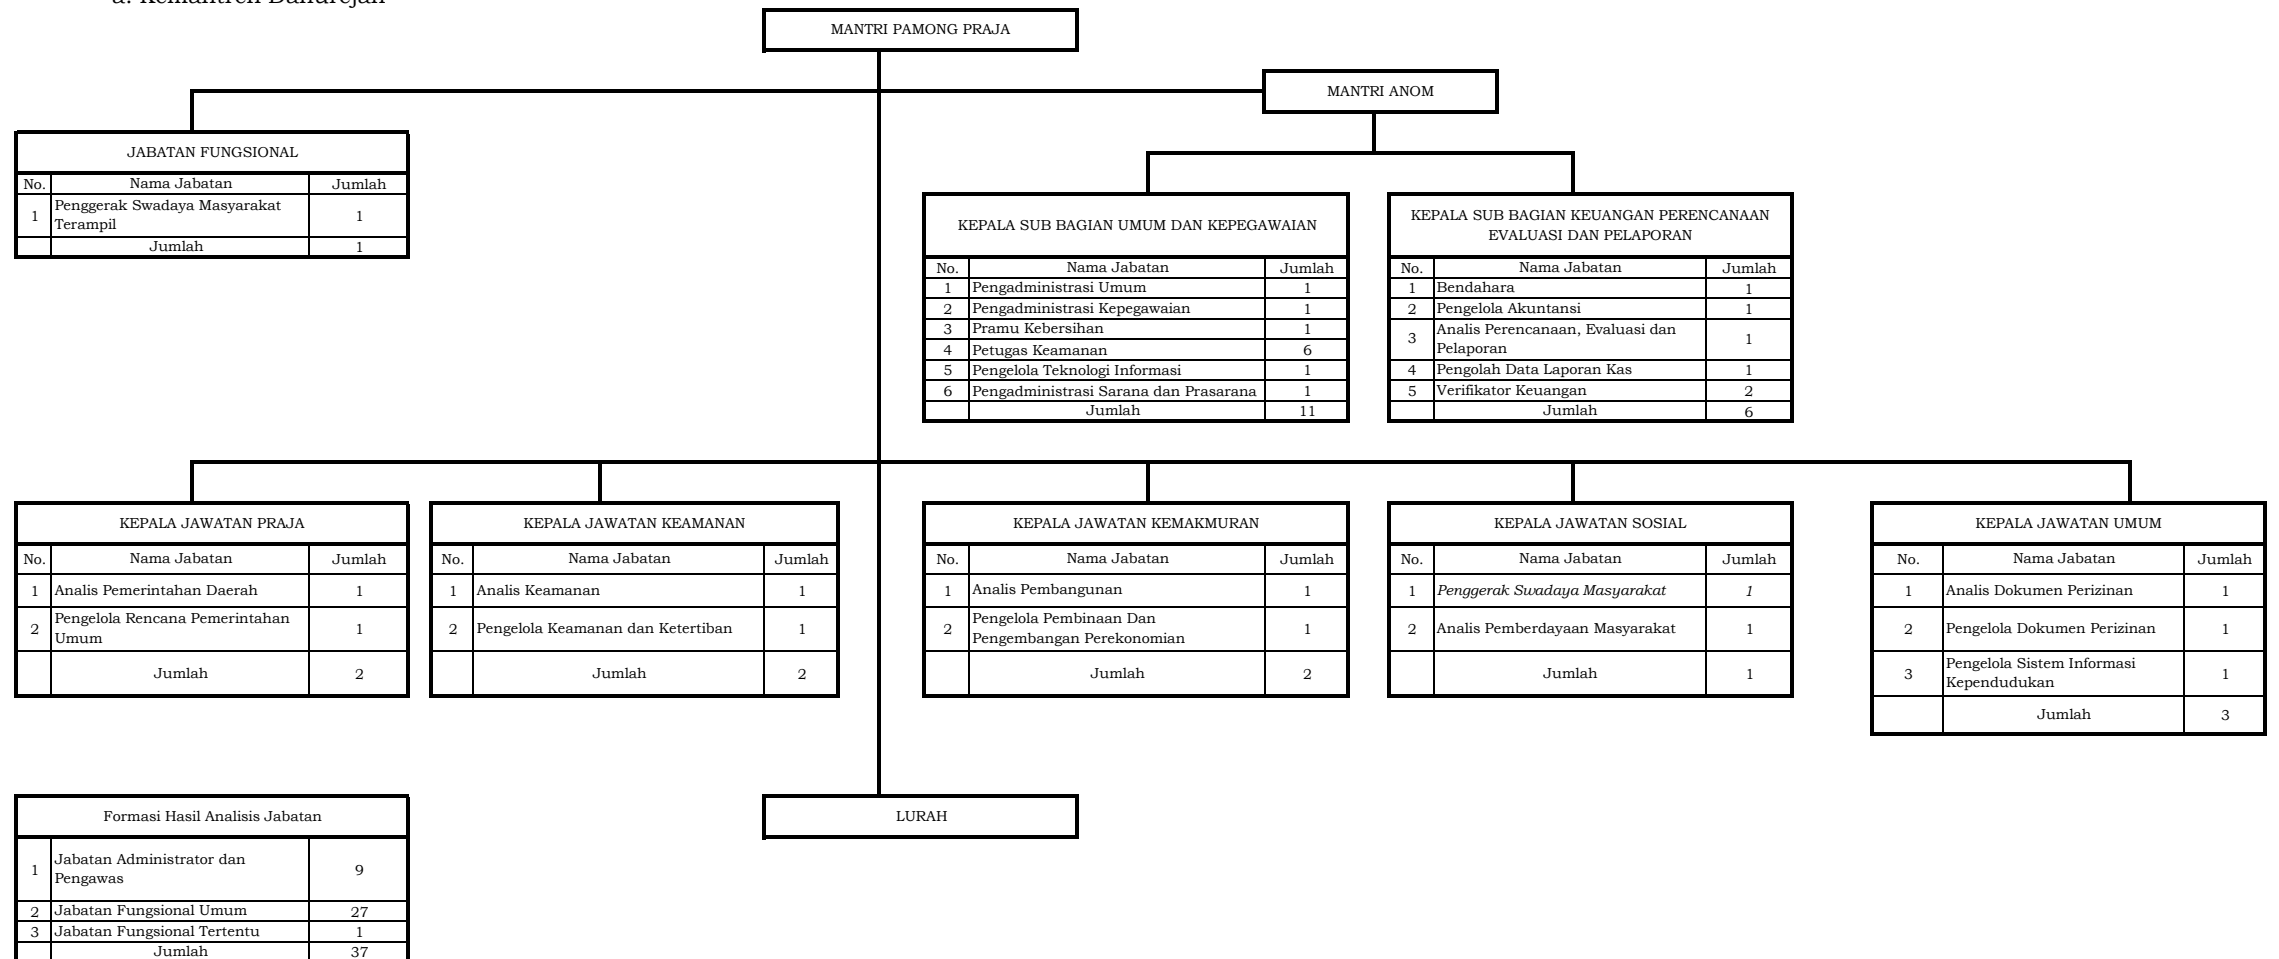 a. Kemantren Danurejan
MANTRI PAMONG PRAJA
MANTRI ANOM
JABATAN FUNGSIONAL
No. Nama Jabatan Jumlah
1 Penggerak Swadaya Masyarakat
Terampil 1
Jumlah 1
KEPALA SUB BAGIAN UMUM DAN KEPEGAWAIAN
No. Nama Jabatan Jumlah
1 Pengadministrasi Umum 1
2 Pengadministrasi Kepegawaian 1
3 Pramu Kebersihan 1
4 Petugas Keamanan 6
5 Pengelola Teknologi Informasi 1
6 Pengadministrasi Sarana dan Prasarana 1
Jumlah 11
KEPALA SUB BAGIAN KEUANGAN PERENCANAAN
EVALUASI DAN PELAPORAN
No. Nama Jabatan Jumlah
1 Bendahara 1
2 Pengelola Akuntansi 1
3 Analis Perencanaan, Evaluasi dan
Pelaporan 1
4 Pengolah Data Laporan Kas 1
5 Verifikator Keuangan 2
Jumlah 6
KEPALA JAWATAN PRAJA
No. Nama Jabatan Jumlah
1 Analis Pemerintahan Daerah 1
2 Pengelola Rencana Pemerintahan
Umum 1
Jumlah 2
KEPALA JAWATAN KEAMANAN
No. Nama Jabatan Jumlah
1 Analis Keamanan 1
2 Pengelola Keamanan dan Ketertiban 1
Jumlah 2
KEPALA JAWATAN KEMAKMURAN
No. Nama Jabatan Jumlah
1 Analis Pembangunan 1
2 Pengelola Pembinaan Dan
Pengembangan Perekonomian 1
Jumlah 2
KEPALA JAWATAN SOSIAL
No. Nama Jabatan Jumlah
1 Penggerak Swadaya Masyarakat 1
2 Analis Pemberdayaan Masyarakat 1
Jumlah 1
KEPALA JAWATAN UMUM
No. Nama Jabatan Jumlah
1 Analis Dokumen Perizinan 1
2 Pengelola Dokumen Perizinan 1
3 Pengelola Sistem Informasi
Kependudukan 1
Jumlah 3
Formasi Hasil Analisis Jabatan
1 Jabatan Administrator dan
Pengawas 9
2 Jabatan Fungsional Umum 27
3 Jabatan Fungsional Tertentu 1
Jumlah 37
LURAH